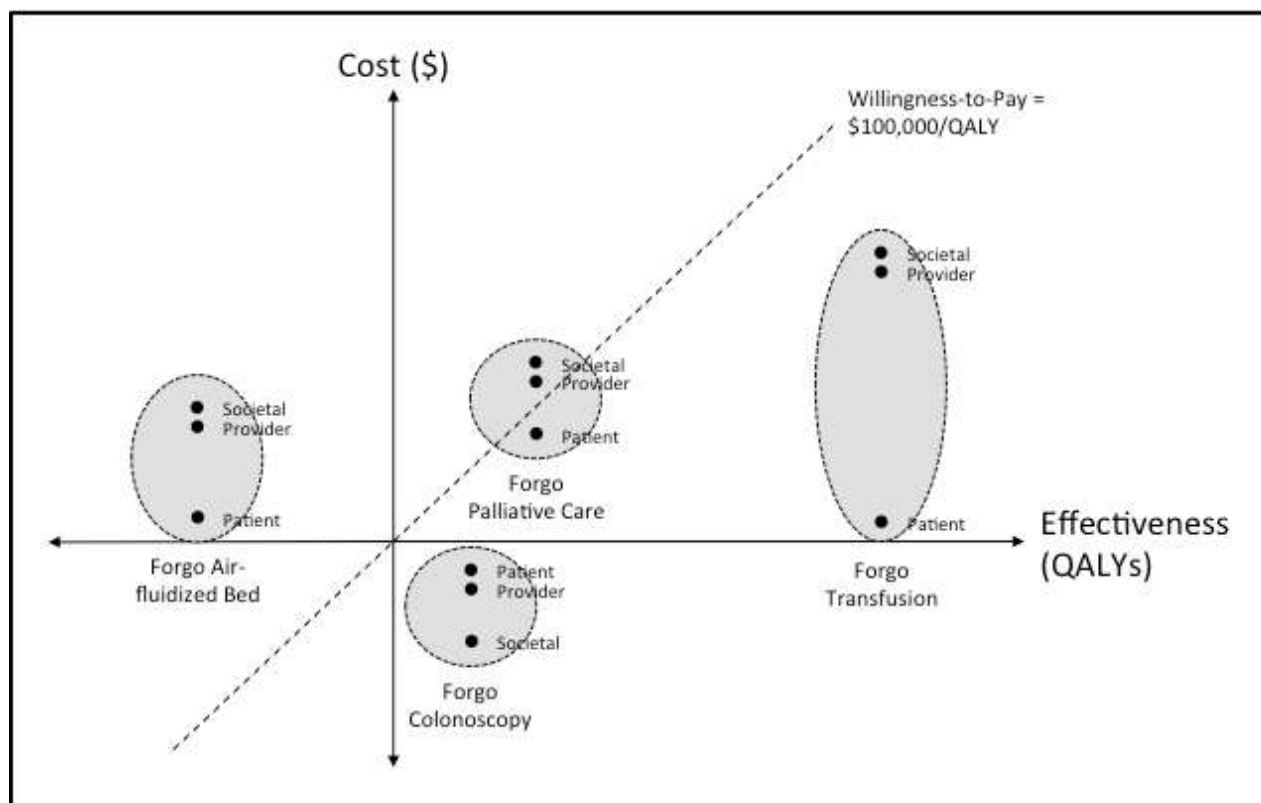 Cost ($)
Willingness-to-Pay =
$100,000/QALY
Societal
Provider
Societal
Provider
Patient
Societal
Provider
Patient
Forgo
Palliative Care
Patient
Effectiveness
(QALYs)
Forgo Air-
fluidized Bed
Patient
Provider
Societal
Forgo
Transfusion
Forgo
Colonoscopy